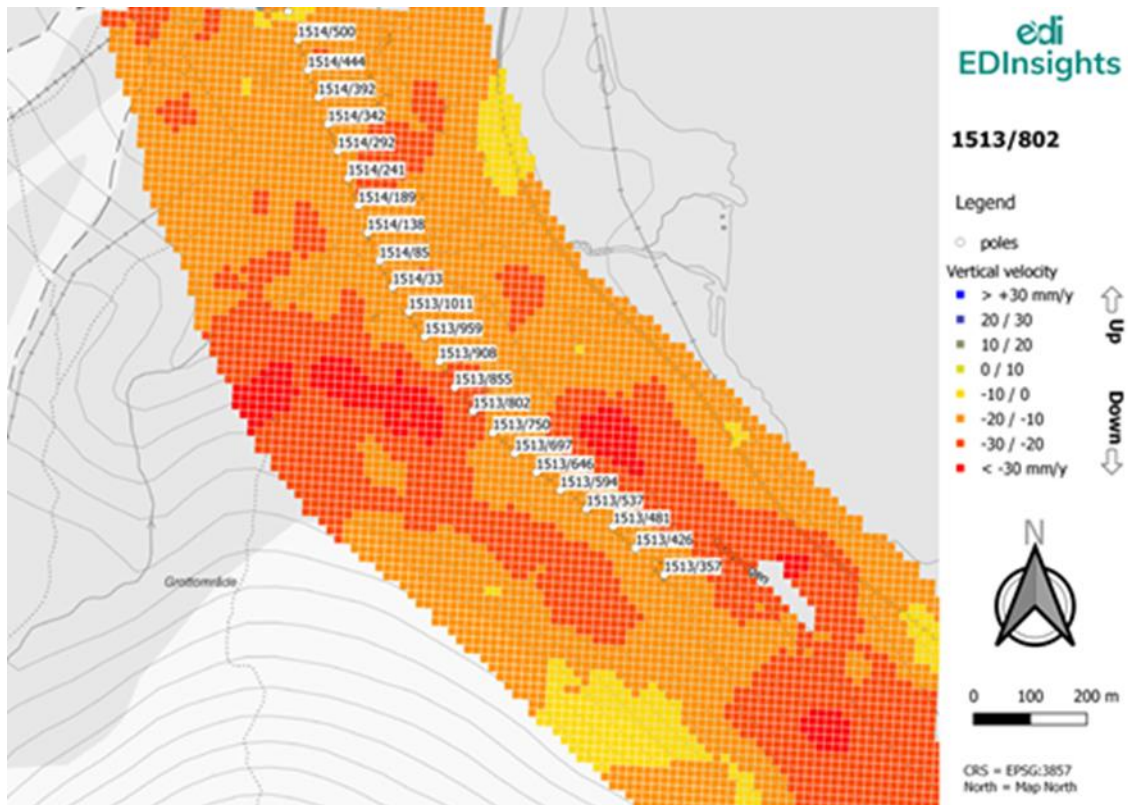 1514/500
1514/444
1514/392
1514/342
1514/292
1514/241
1514/189
1514/138
1514/85
1514/33
1513/1011
1513/959
1513/908
1513/855
1513/802
1513/750
1513/697
1513/646
1513/594
1513/537
1513/481
1513/426
1513/357
Grottområde
edi
EDInsights
1513/802
Legend
poles
Vertical velocity
> +30 mm/y
20 / 30
10 / 20
0 / 10
-10 / 0
-20 / -10
-30 / -20
< -30 mm/y
Up
Down
N
0 100 200 m
CRS = EPSG:3857
North = Map North